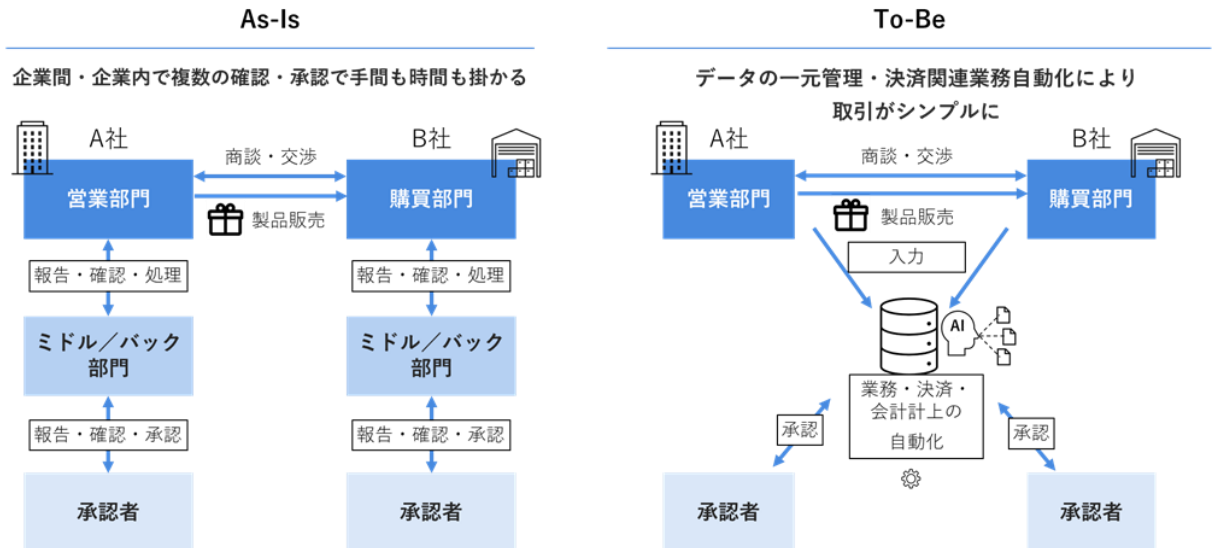 As-Is
企業間・企業内で複数の確認・承認で手間も時間も掛かる
A社
B社
営業部門
商談・交渉
製品販売
購買部門
報告・確認・処理
報告・確認・処理
ミドル／バック
部門
ミドル／バック
部門
報告・確認・承認
報告・確認・承認
承認者
承認者
To-Be
データの一元管理・決済関連業務自動化により
取引がシンプルに
A社
B社
営業部門
商談・交渉
製品販売
購買部門
入力
AI
業務・決済・
会計計上の
自動化
承認
承認
承認者
承認者